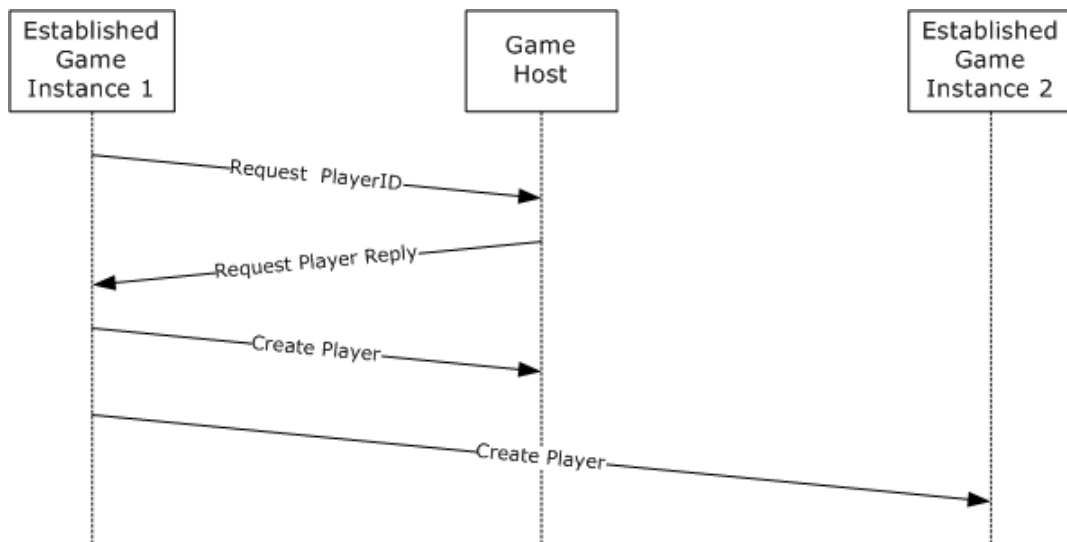 Established
Game
Instance 1
Game
Host
Established
Game
Instance 2
Request PlayerID
Request Player Reply
Create Player
Create Player